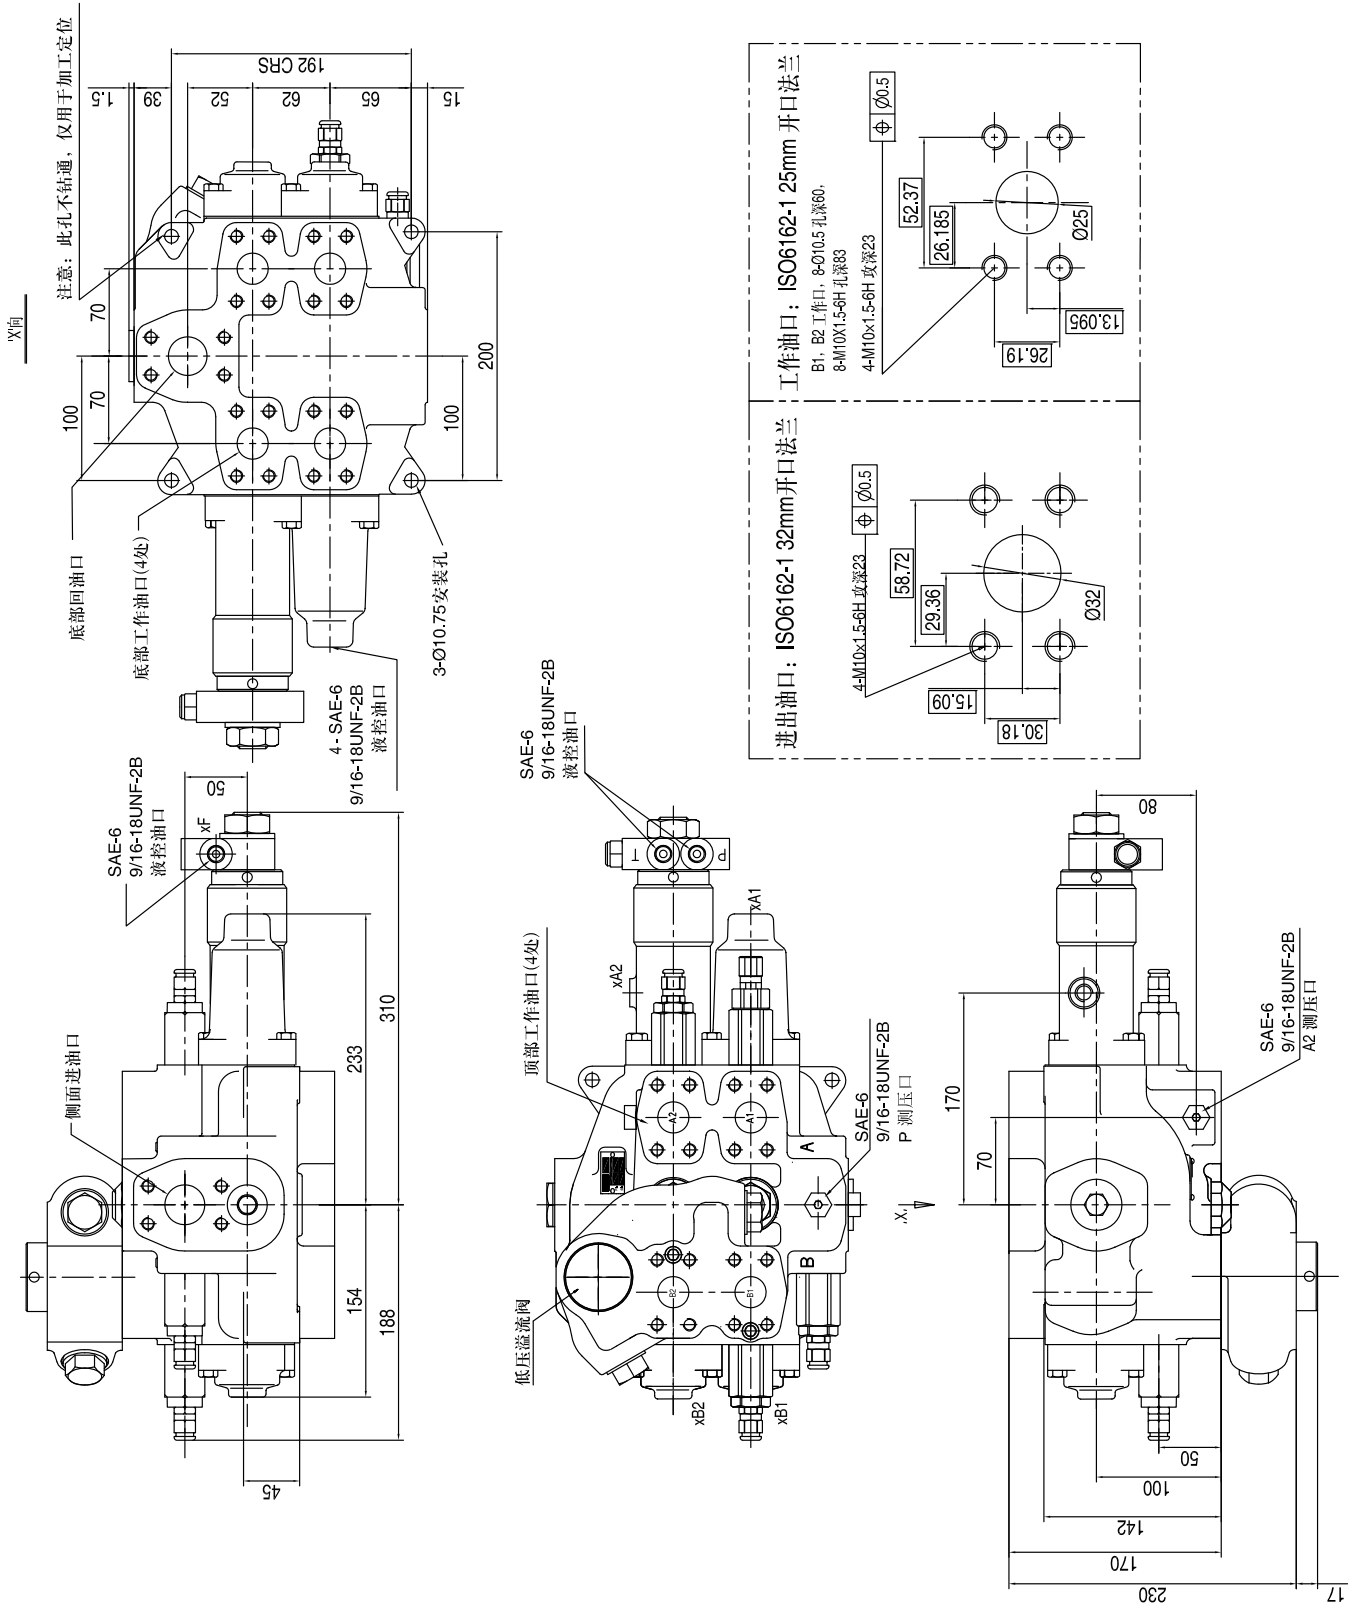 'X'向
注意：此孔不钻通，仅用于加工定位
192 CRS
1.5
39
52
62
65
15
70
70
100
100
200
底部回油口
底部工作油口(4处)
3-Ø10.75安装孔
4 - SAE-6
9/16-18UNF-2B
液控油口
工作油口：ISO6162-1 25mm 开口法兰
B1，B2 工作口，8-Ø10.5 孔深60，
8-M10X1.5-6H 孔深83
4-M10×1.5-6H 攻深23
Ø0.5
52.37
26.185
Ø25
13.095
26.19
进出油口：ISO6162-1 32mm开口法兰
4-M10×1.5-6H 攻深23
Ø0.5
58.72
29.36
Ø32
15.09
30.18
SAE-6
9/16-18UNF-2B
液控油口
xF
50
侧面进油口
310
233
154
188
45
SAE-6
9/16-18UNF-2B
液控油口
T
P
xA1
xA2
顶部工作油口(4处)
A2
A1
A
B
B2
B1
SAE-6
9/16-18UNF-2B
P 测压口
低压溢流阀
xB2
xB1
'X'
80
170
70
SAE-6
9/16-18UNF-2B
A2 测压口
50
100
142
170
230
17